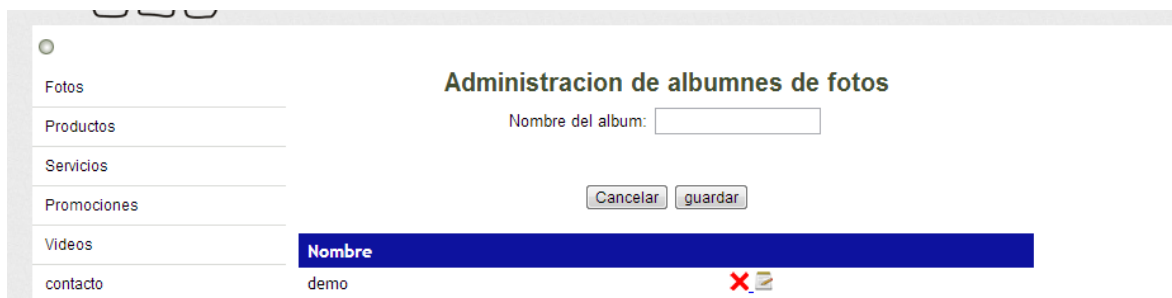 Fotos
Productos
Servicios
Promociones
Videos
contacto
Administracion de albumnes de fotos
Nombre del album:
Cancelar guardar
Nombre
demo